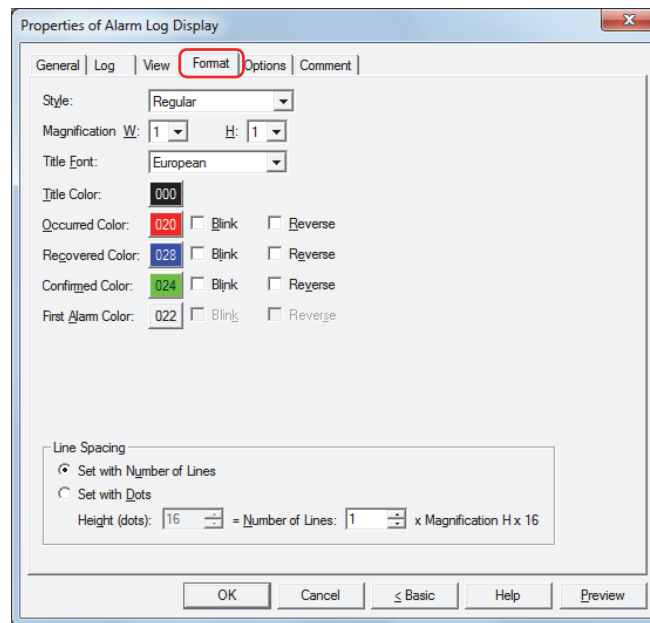 Properties of Alarm Log Display
General Log View Format Options Comment
Style: Regular
Magnification W: 1 H: 1
Title Font: European
Title Color: 000
Occurred Color: 020 Blink Reverse
Recovered Color: 028 Blink Reverse
Confirmed Color: 024 Blink Reverse
First Alarm Color: 022 Blink Reverse
Line Spacing
Set with Number of Lines
Set with Dots
Height (dots): 16 = Number of Lines: 1 x Magnification H x 16
OK Cancel < Basic Help Preview